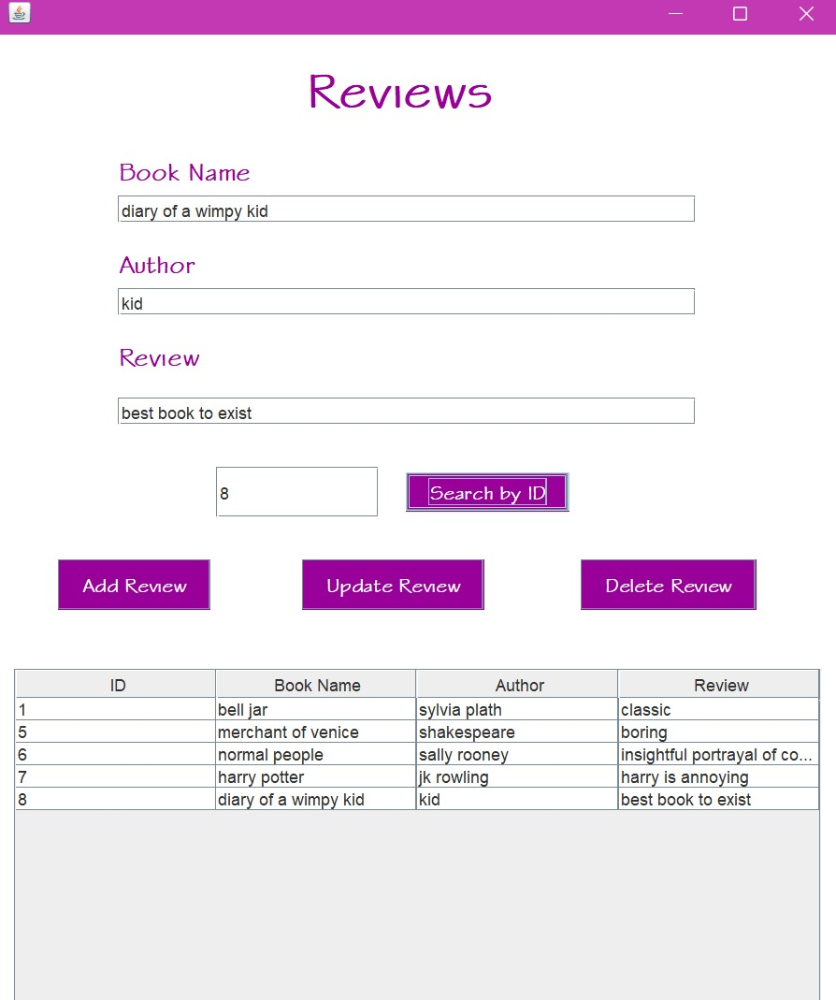 Reviews
Book Name
diary of a wimpy kid
Author
kid
Review
best book to exist
8 Search by ID
Add Review Update Review Delete Review
ID Book Name Author Review
1 bell jar sylvia plath classic
5 merchant of venice shakespeare boring
6 normal people sally rooney insightful portrayal of co...
7 harry potter jk rowling harry is annoying
8 diary of a wimpy kid kid best book to exist